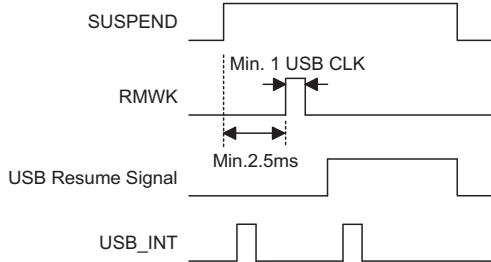 SUSPEND
Min. 1 USB CLK
RMWK
Min.2.5ms
USB Resume Signal
USB_INT